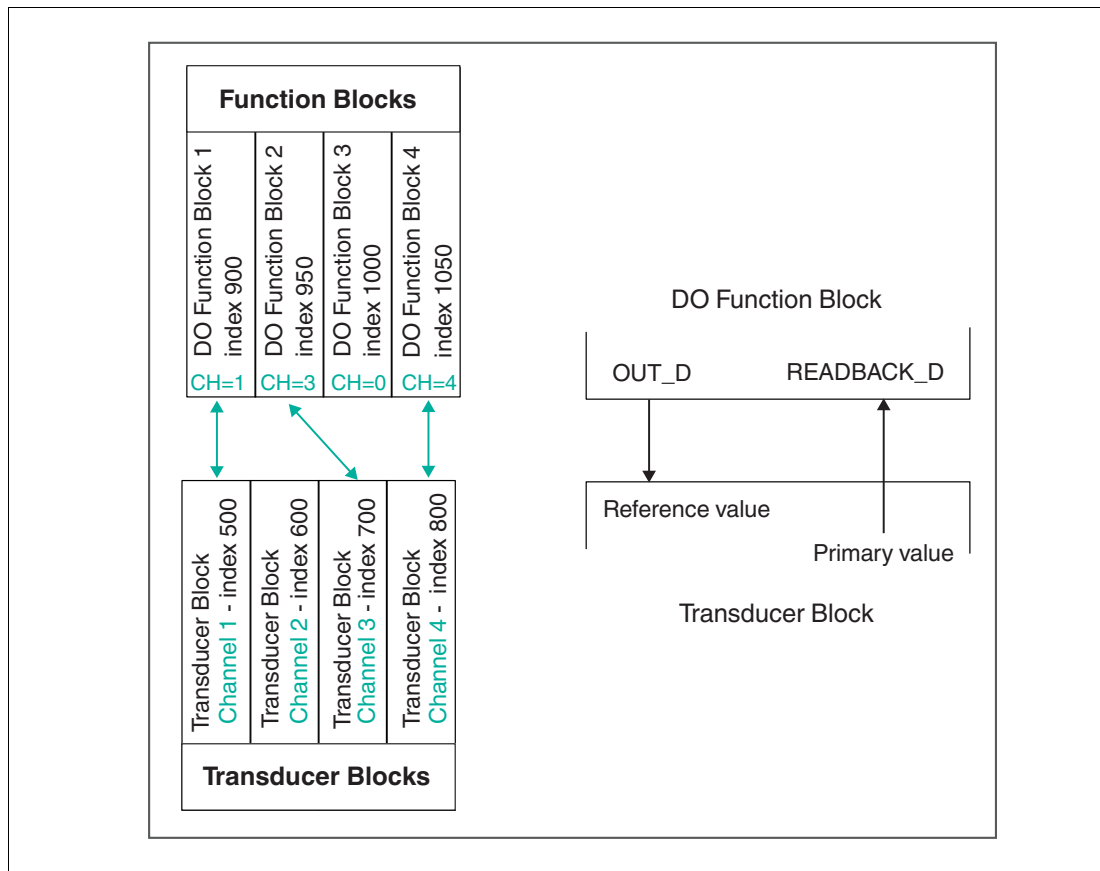 Function Blocks
DO Function Block 1
index 900
DO Function Block 2
index 950
DO Function Block 3
index 1000
DO Function Block 4
index 1050
CH=1
CH=3
CH=0
CH=4
Transducer Block
Channel 1 - index 500
Transducer Block
Channel 2 - index 600
Transducer Block
Channel 3 - index 700
Transducer Block
Channel 4 - index 800
Transducer Blocks
DO Function Block
OUT_D
READBACK_D
Reference value
Primary value
Transducer Block